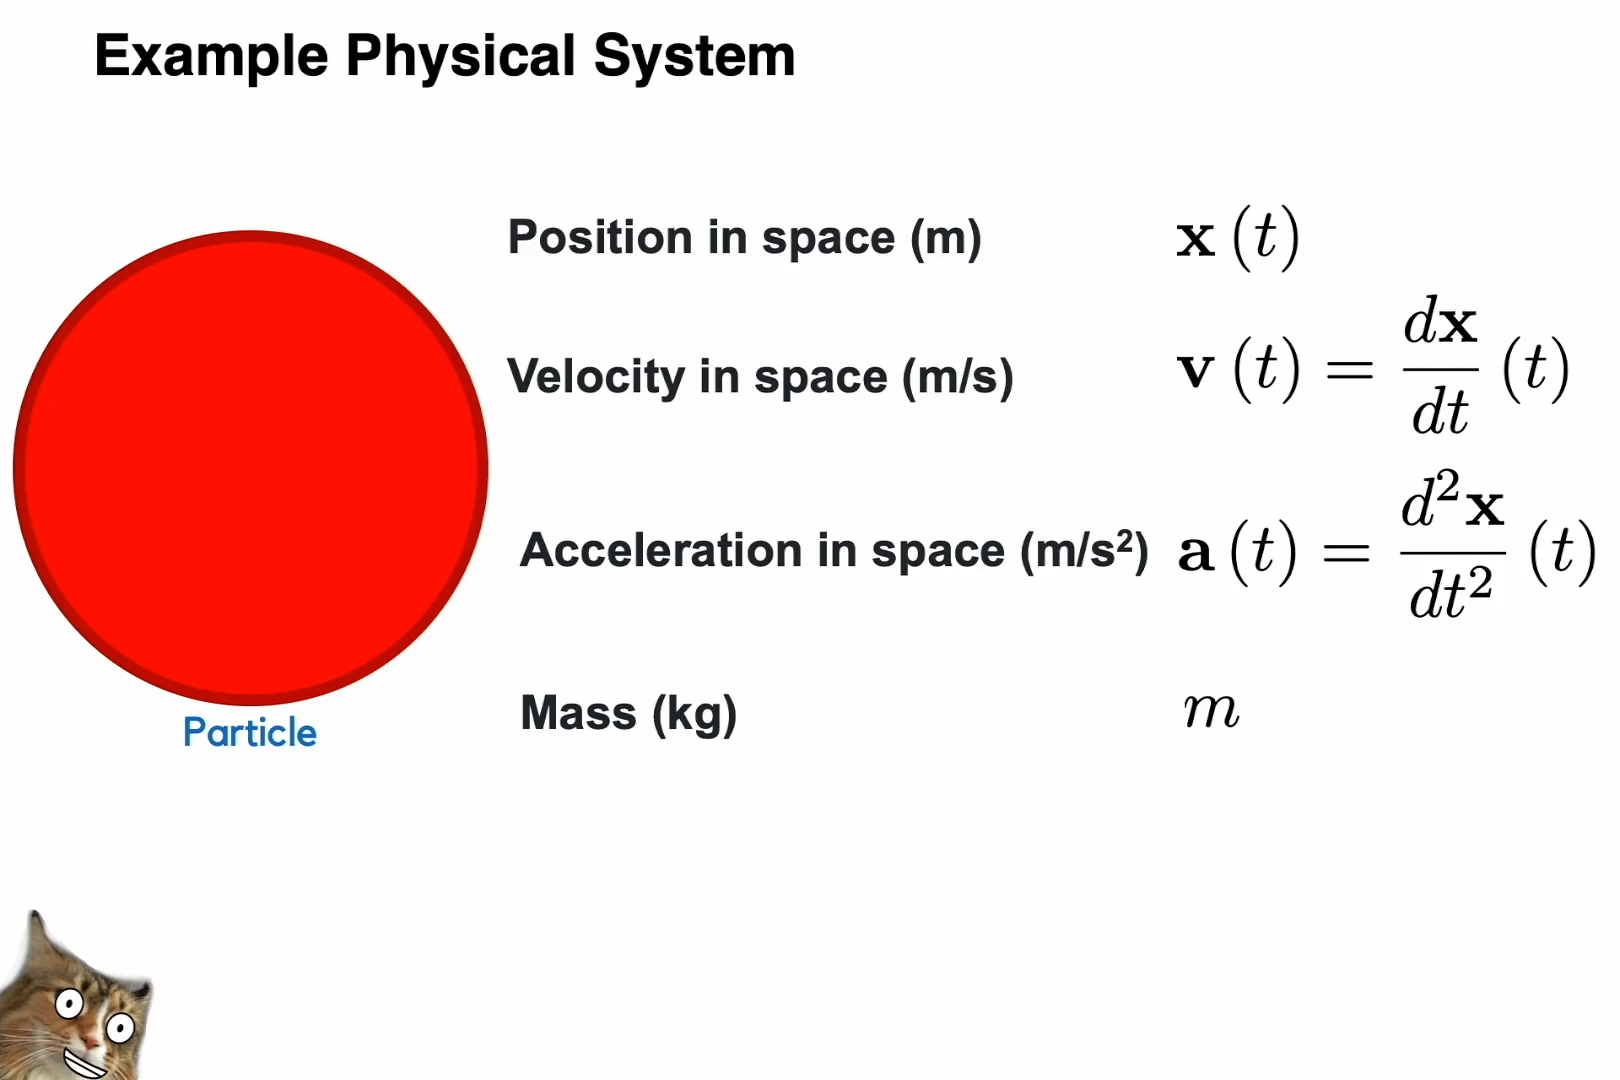 Example Physical System
Position in space (m) x (t)
Velocity in space (m/s) v (t) = dx/dt (t)
Acceleration in space (m/s²) a (t) = d²x/dt² (t)
Mass (kg) m
Particle